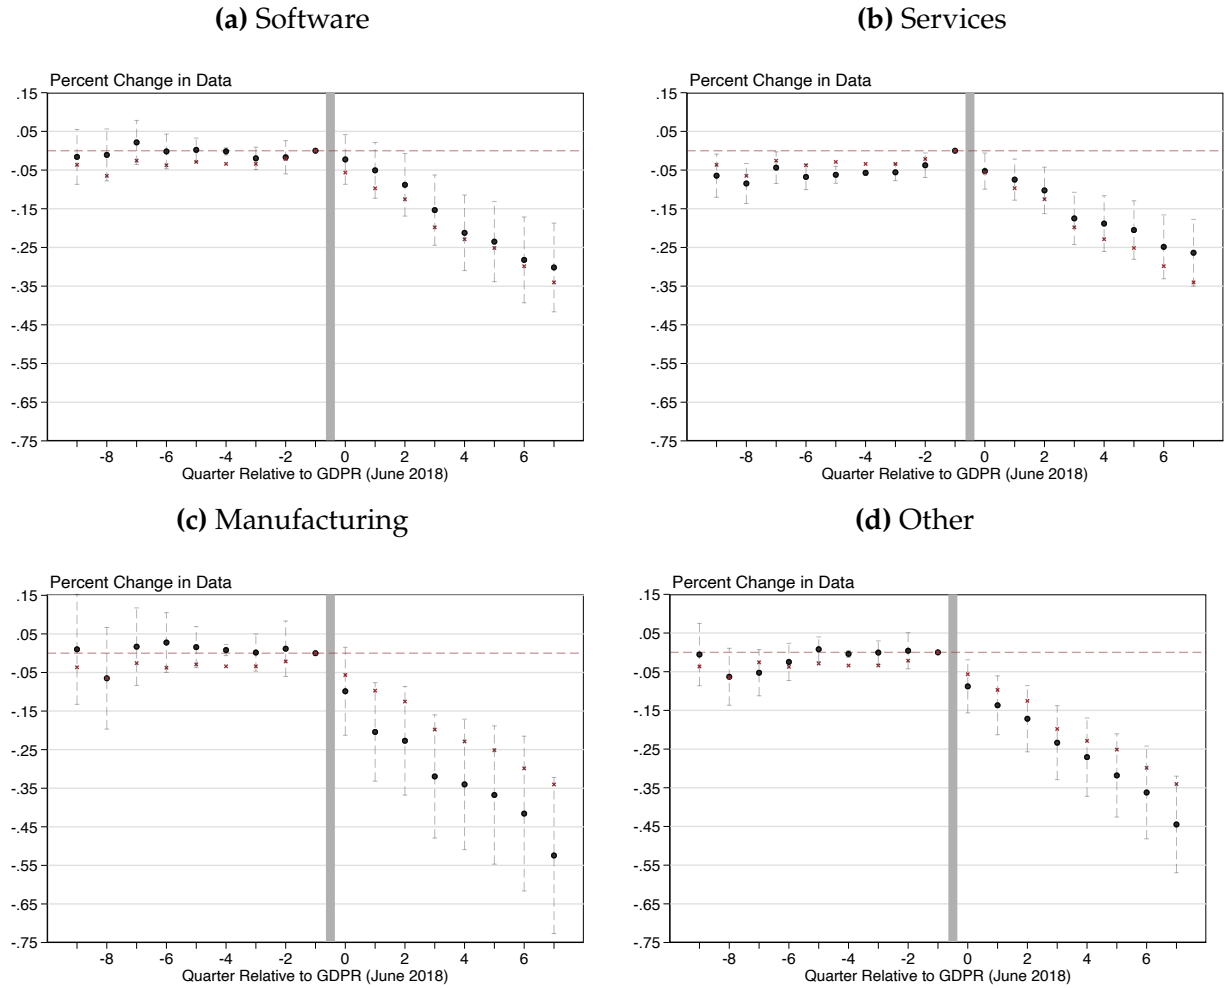 (a) Software
Percent Change in Data
.15
.05
-.05
-.15
-.25
-.35
-.45
-.55
-.65
-.75
-8 -6 -4 -2 0 2 4 6
Quarter Relative to GDPR (June 2018)
(b) Services
Percent Change in Data
.15
.05
-.05
-.15
-.25
-.35
-.45
-.55
-.65
-.75
-8 -6 -4 -2 0 2 4 6
Quarter Relative to GDPR (June 2018)
(c) Manufacturing
Percent Change in Data
.15
.05
-.05
-.15
-.25
-.35
-.45
-.55
-.65
-.75
-8 -6 -4 -2 0 2 4 6
Quarter Relative to GDPR (June 2018)
(d) Other
Percent Change in Data
.15
.05
-.05
-.15
-.25
-.35
-.45
-.55
-.65
-.75
-8 -6 -4 -2 0 2 4 6
Quarter Relative to GDPR (June 2018)